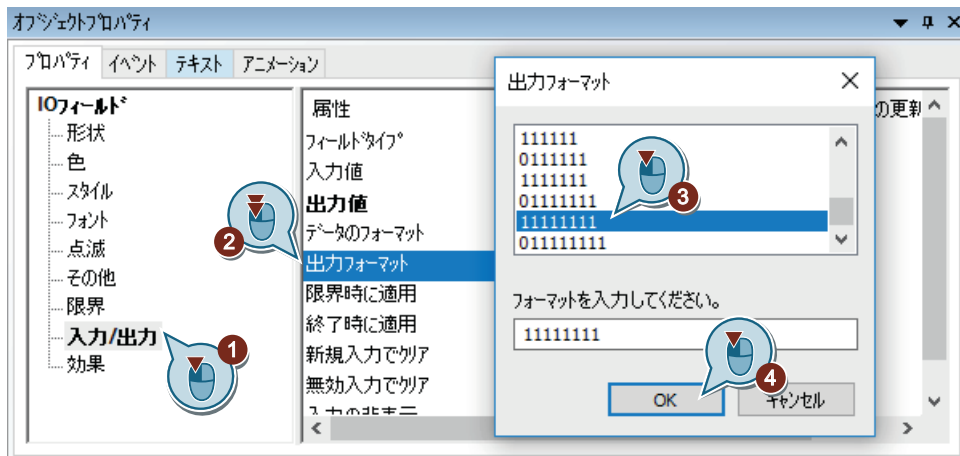 オブジェクトプロパティ
プロパティ イベント テキスト アニメーション
IOフィールド
形状
色
スタイル
フォント
点滅
その他
限界
入力/出力
効果
1
属性
の更新
フィールドタイプ
入力値
出力値
データのフォーマット
出力フォーマット
限界時に適用
終了時に適用
新規入力でクリア
無効入力でクリア
入力の非表示
2
出力フォーマット
111111
0111111
1111111
01111111
11111111
011111111
3
フォーマットを入力してください。
11111111
OK キャンセル
4